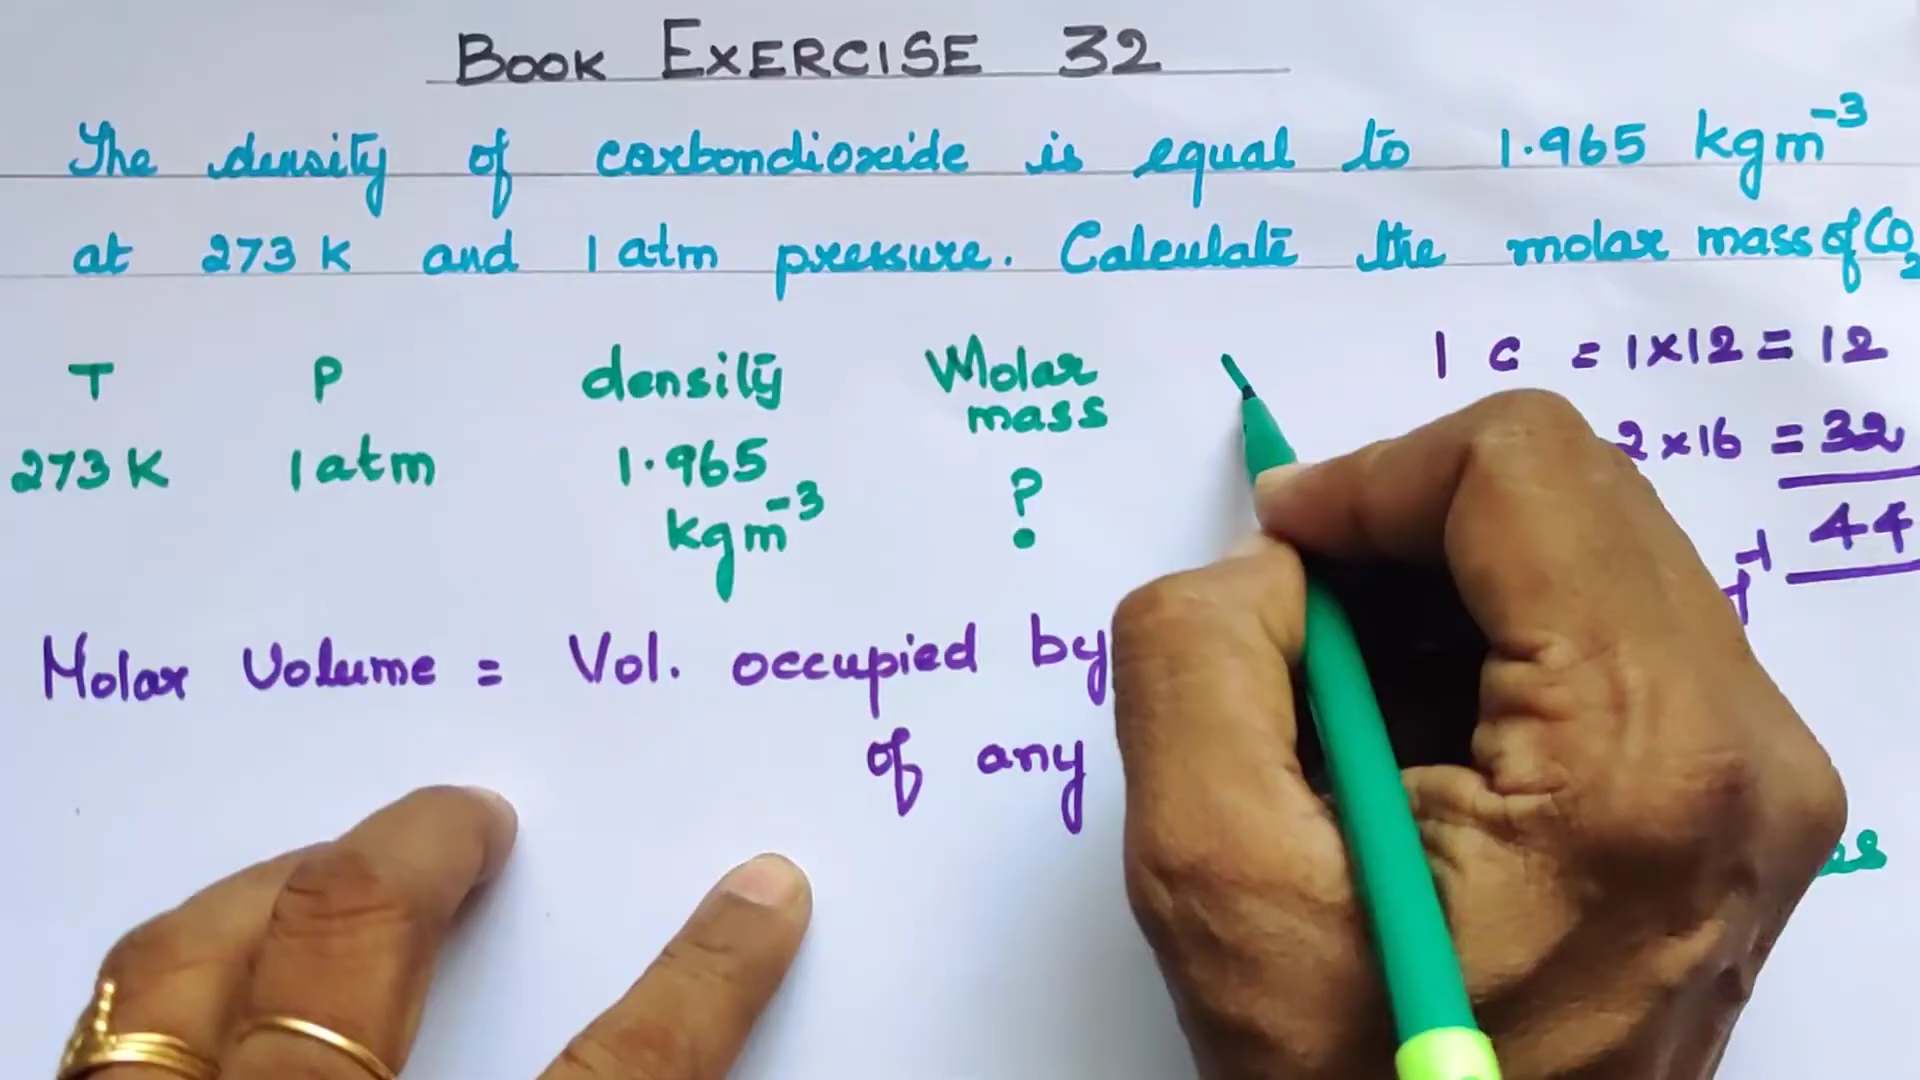 BOOK EXERCISE 32
The density of carbondioxide is equal to 1.965 kgm⁻³
at 273 K and 1 atm pressure. Calculate the molar mass of CO₂
T P density Molar mass
1 C = 1×12 = 12
273 K 1 atm 1.965 kgm⁻³ ?
2×16 = 32
44
Molar Volume = Vol. occupied by
of any